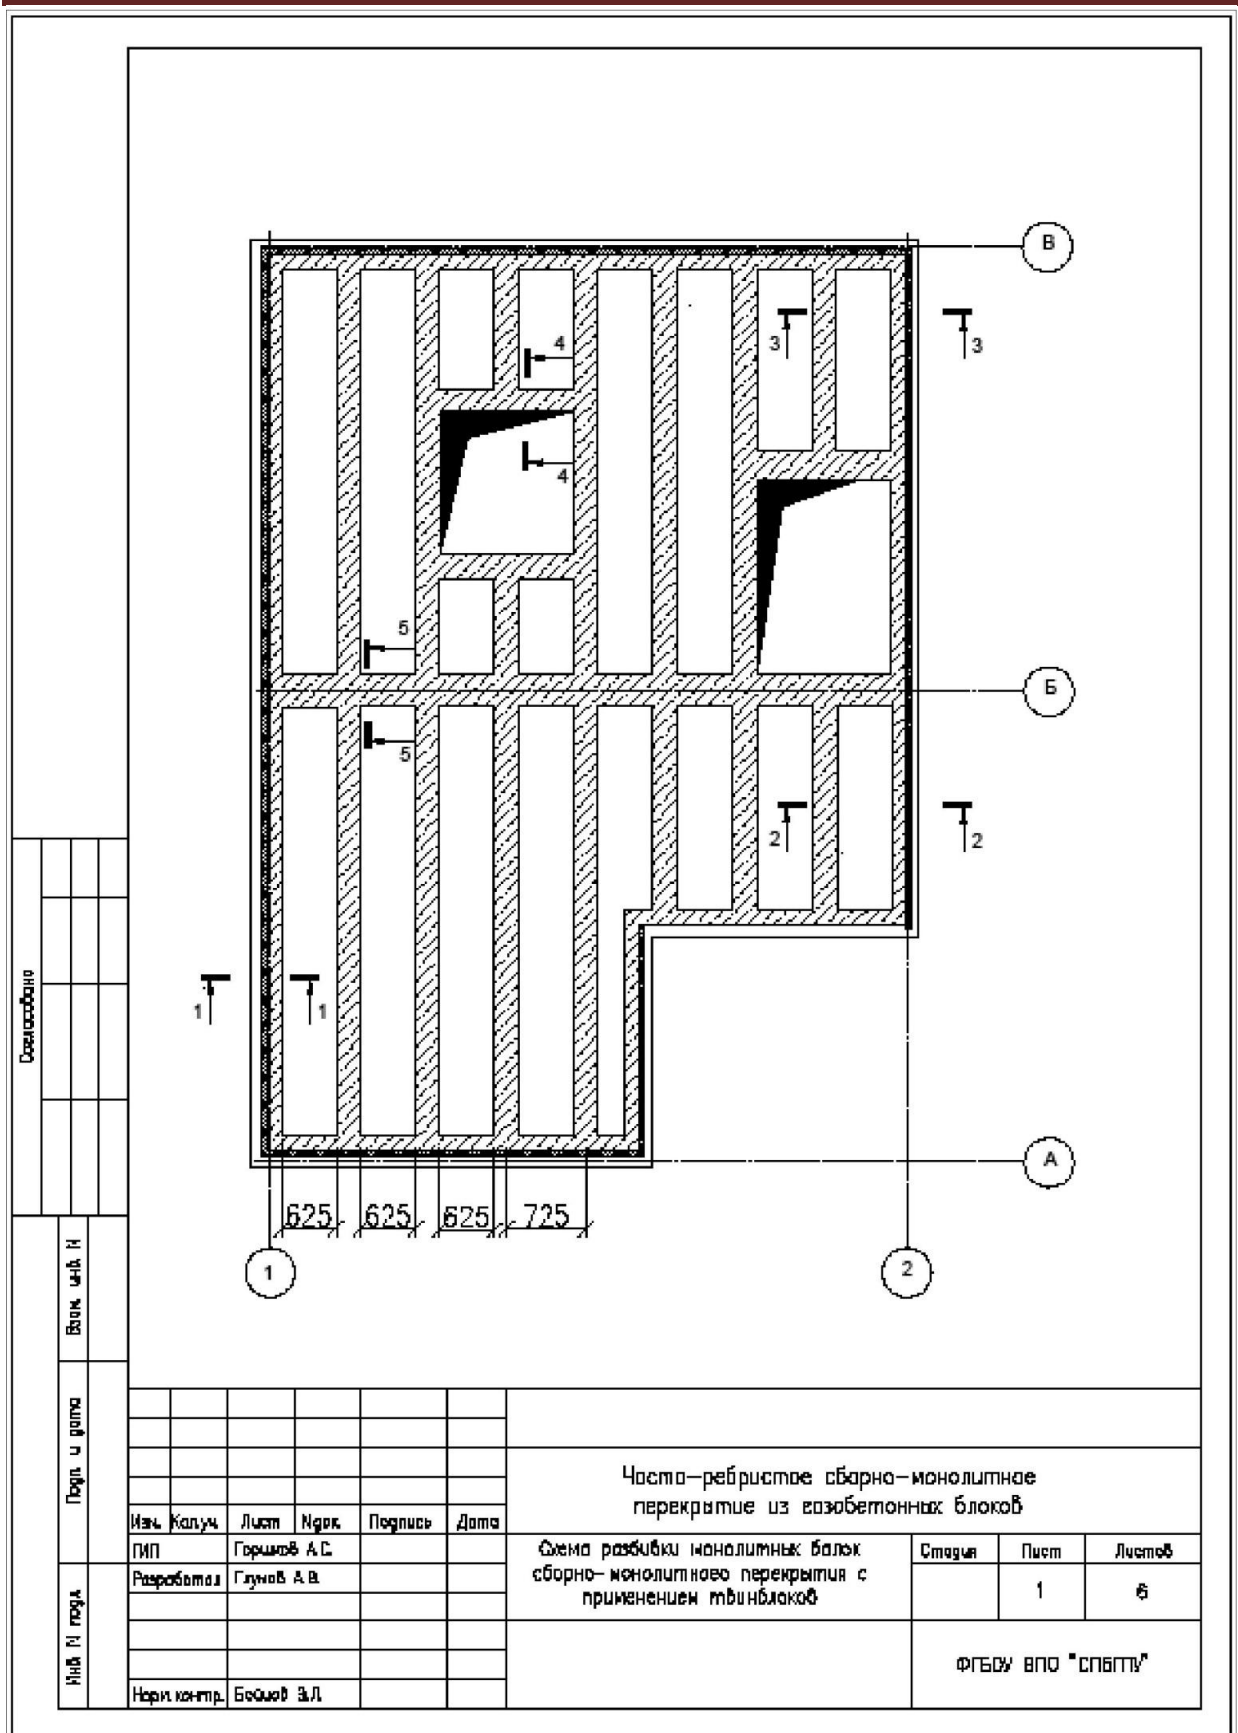 В
4
3
3
4
5
Б
5
2
2
1
1
А
625
625
625
725
1
2
Согласовано
Взам. инв. N
Подп. и дата
Инв. N подл.
Часто-ребристое сборно-монолитное
перекрытие из газобетонных блоков
Изм. Кол.уч. Лист Nдок. Подпись Дата
ГИП Горшков А.С.
Разработал Глумов А.В.
Схема разбивки монолитных балок
сборно-монолитного перекрытия с
применением твинблоков
Стадия Лист Листов
1 6
Норм. контр.
ФГБОУ ВПО "СПбГПУ"